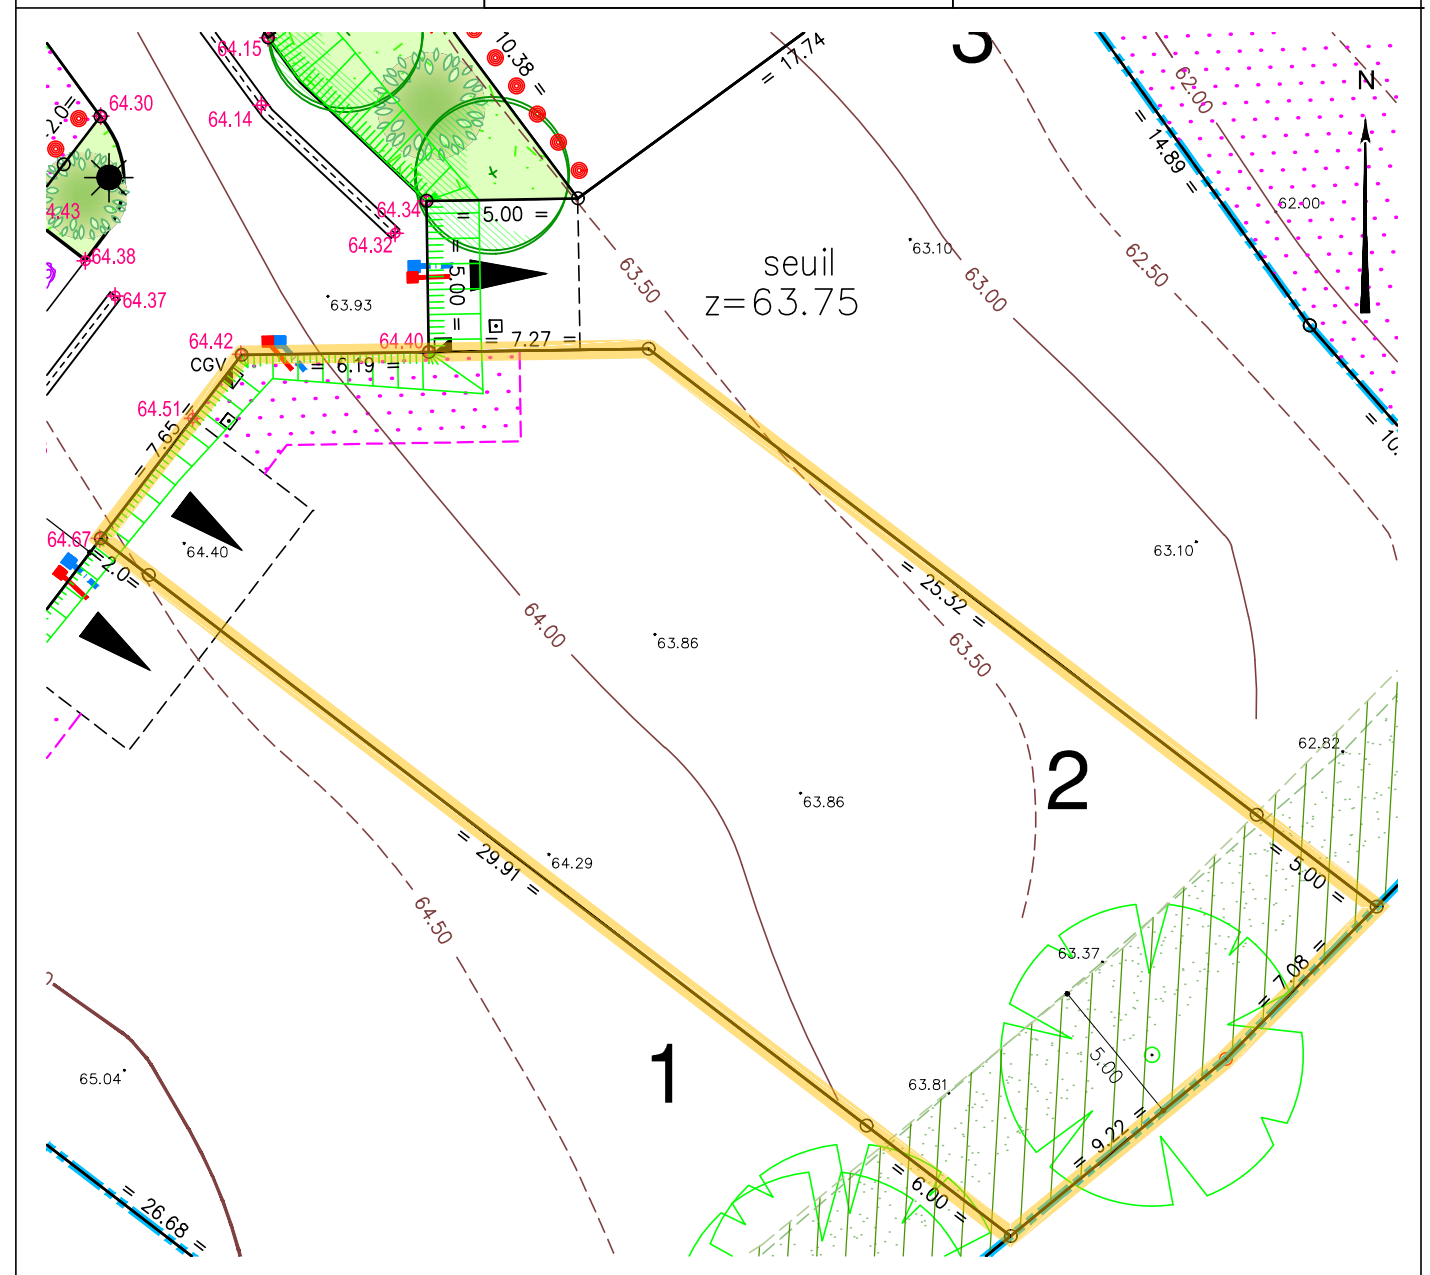 3
64.15
10.38 =
= 17.74
62.00
N
64.30
= 14.89 =
64.14
2.0=
62.00
4.43
64.34
= 5.00 =
64.32
63.10
64.38
= 5.00 =
63.50
seuil
z=63.75
63.00
62.50
64.37
63.93
64.42
64.40
= 7.27 =
CGV
= 6.19 =
64.51
= 7.65 =
= 10.
64.67
64.40
63.10
=2.0=
= 25.32 =
64.00
63.86
63.50
62.82
2
63.86
= 29.91 =
64.29
= 5.00 =
64.50
63.37
= 7.08 =
1
65.04
5.00
63.81
= 9.22 =
= 6.00 =
= 26.68 =